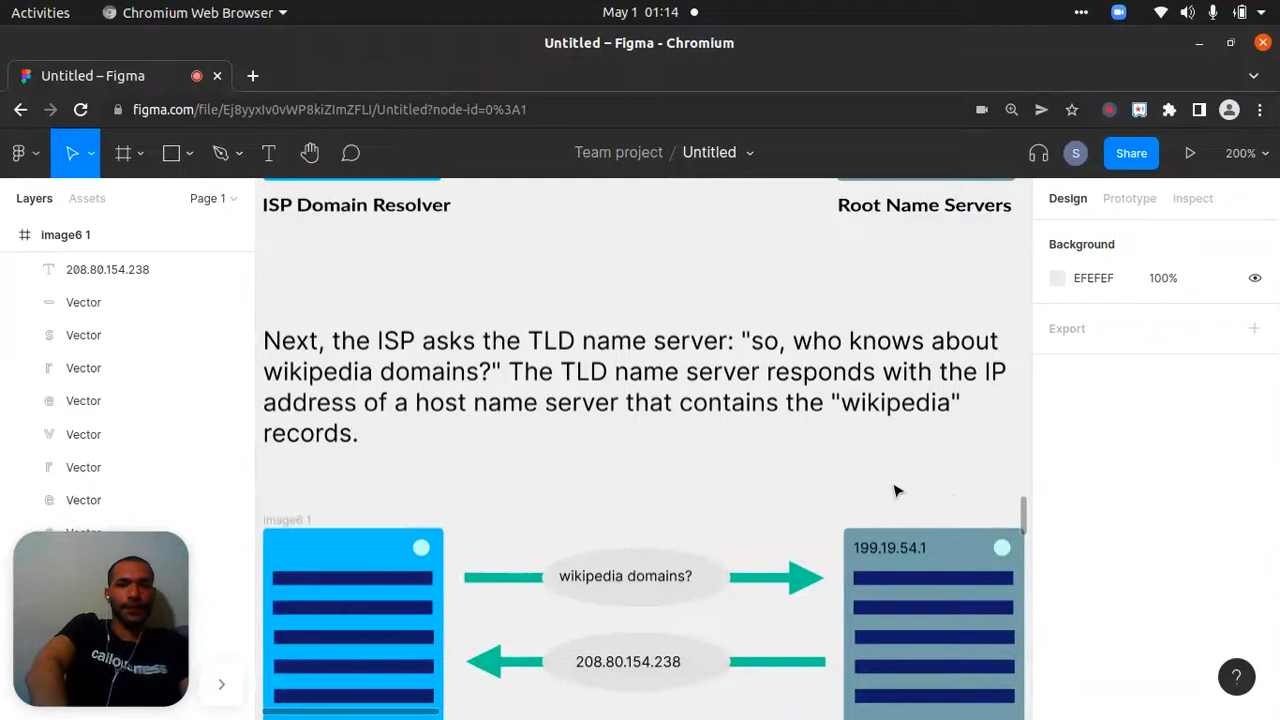 Activities
Chromium Web Browser
May 1 01:14
Untitled – Figma - Chromium
Untitled – Figma
figma.com/file/Ej8yyxIv0vWP8kiZImZFLI/Untitled?node-id=0%3A1
Team project / Untitled
S
Share
200%
Layers
Assets
Page 1
Design
Prototype
Inspect
image6 1
208.80.154.238
Vector
Vector
Vector
Vector
Vector
Vector
Vector
Vector
ISP Domain Resolver
Root Name Servers
Next, the ISP asks the TLD name server: "so, who knows about
wikipedia domains?" The TLD name server responds with the IP
address of a host name server that contains the "wikipedia"
records.
image6 1
wikipedia domains?
199.19.54.1
208.80.154.238
Background
EFEFEF
100%
Export
callousness
?